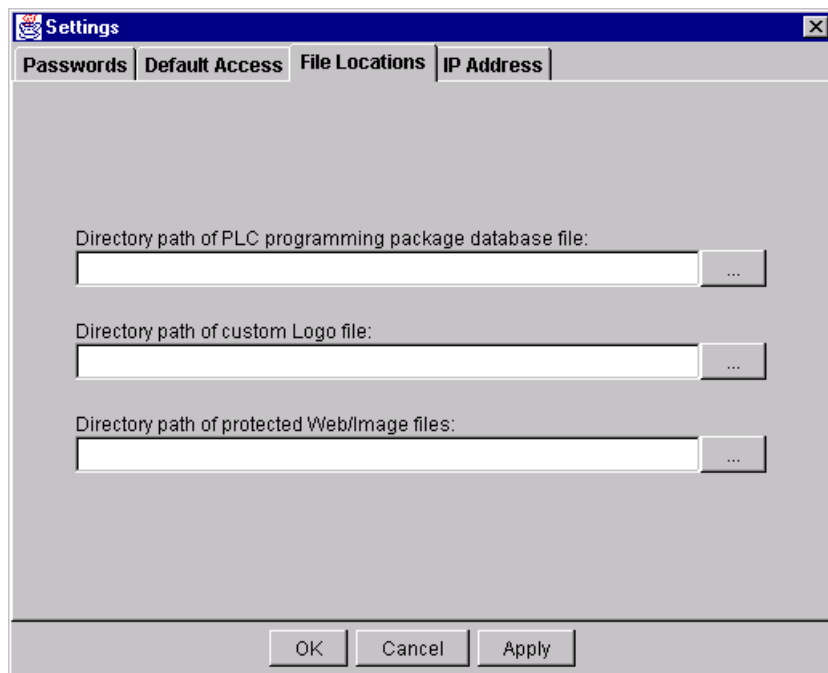 Settings
Passwords Default Access File Locations IP Address
Directory path of PLC programming package database file:
...
Directory path of custom Logo file:
...
Directory path of protected Web/Image files:
...
OK Cancel Apply